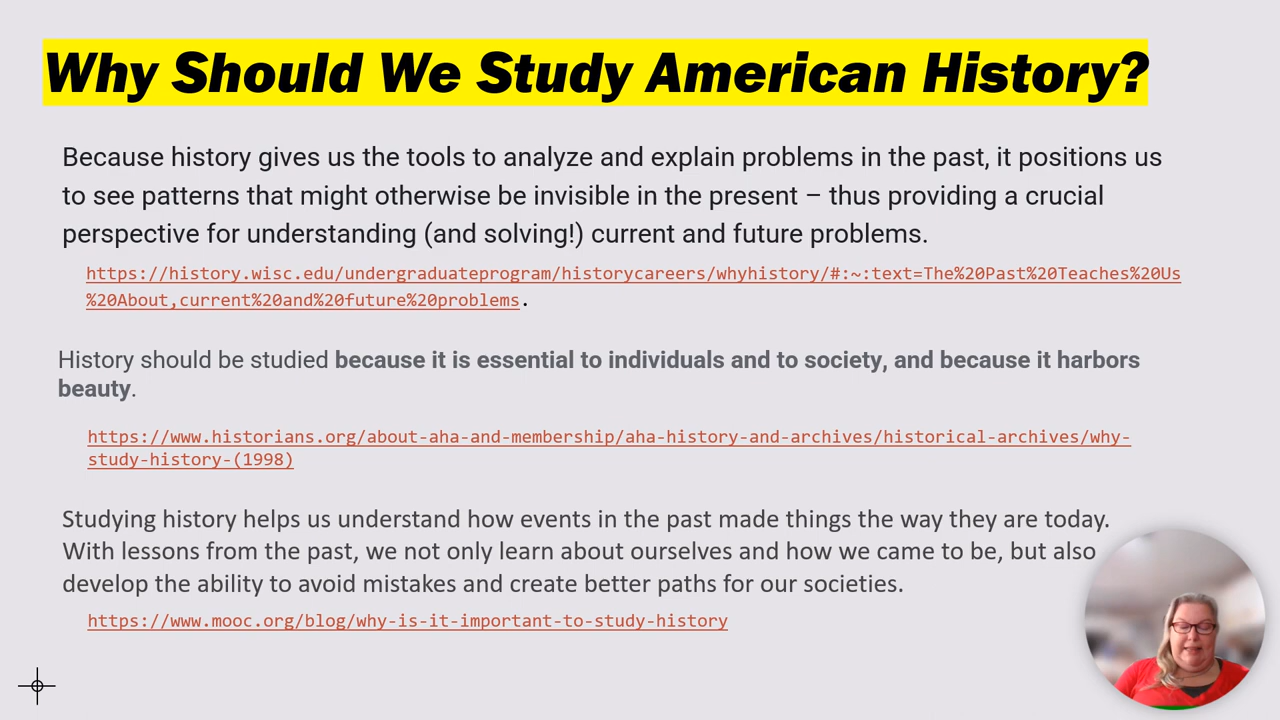 Why Should We Study American History?
Because history gives us the tools to analyze and explain problems in the past, it positions us
to see patterns that might otherwise be invisible in the present – thus providing a crucial
perspective for understanding (and solving!) current and future problems.
https://history.wisc.edu/undergraduateprogram/historycareers/whyhistory/#:~:text=The%20Past%20Teaches%20Us
%20About,current%20and%20future%20problems.
History should be studied because it is essential to individuals and to society, and because it harbors
beauty.
https://www.historians.org/about-aha-and-membership/aha-history-and-archives/historical-archives/why-
study-history-(1998)
Studying history helps us understand how events in the past made things the way they are today.
With lessons from the past, we not only learn about ourselves and how we came to be, but also
develop the ability to avoid mistakes and create better paths for our societies.
https://www.mooc.org/blog/why-is-it-important-to-study-history